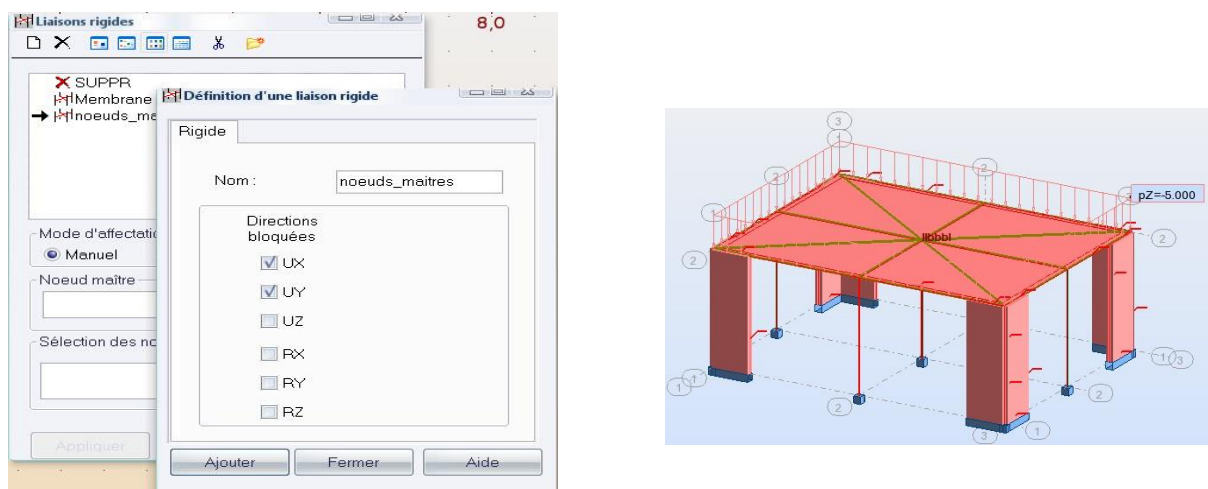 Liaisons rigides
8,0
SUPPR
Membrane
noeuds_ma
Définition d'une liaison rigide
Rigide
Nom :
noeuds_maitres
Directions
bloquées
UX
UY
UZ
RX
RY
RZ
Mode d'affectatio
Manuel
Noeud maître
Sélection des no
Appliquer
Ajouter
Fermer
Aide
3
1
2
2
1
pZ=-5.000
2
2
1
3
1
1
2
2
3
1